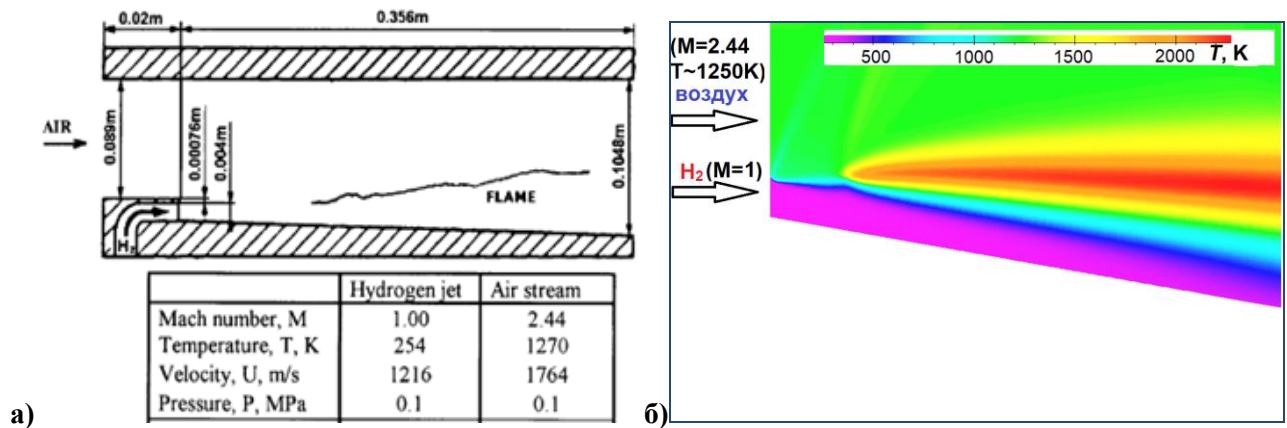 0.02m
0.356m
AIR
0.089m
0.00076m
0.004m
0.1048m
FLAME
H₂
Hydrogen jet Air stream
Mach number, M 1.00 2.44
Temperature, T, K 254 1270
Velocity, U, m/s 1216 1764
Pressure, P, MPa 0.1 0.1
а)
(M=2.44
T~1250K)
воздух
H₂ (M=1)
500 1000 1500 2000 T, K
б)